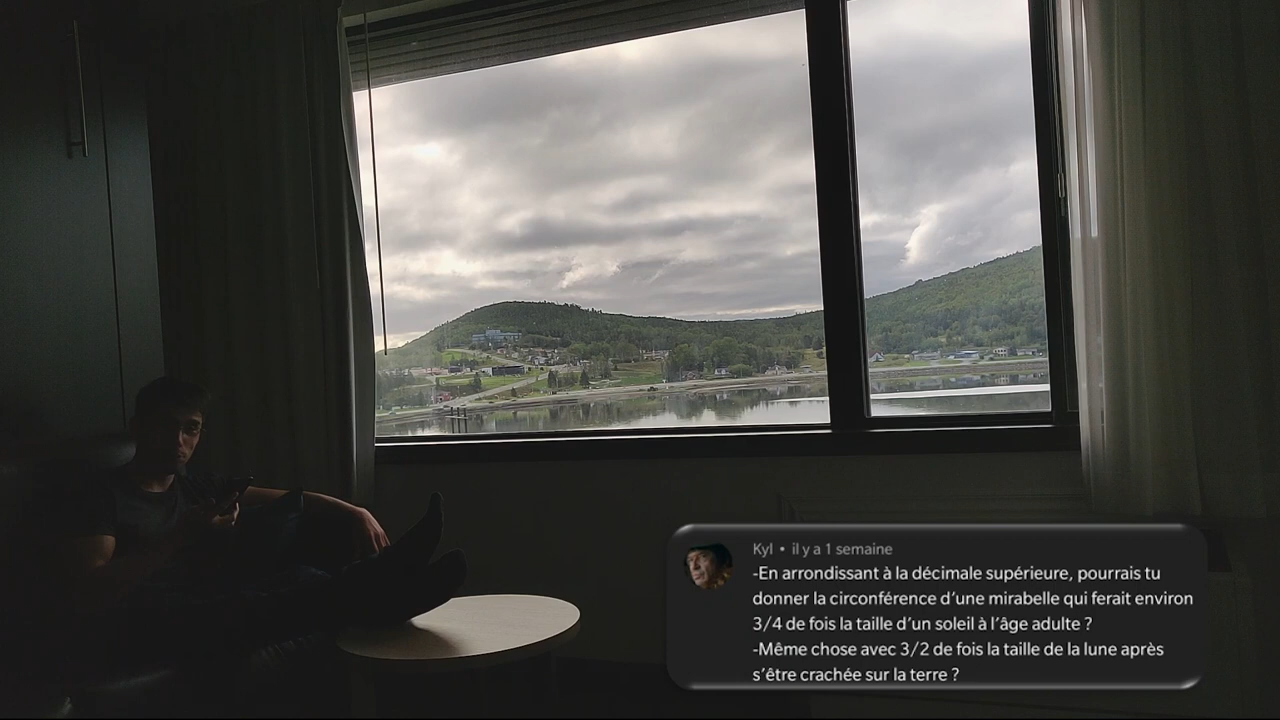 Kyl • il y a 1 semaine
-En arrondissant à la décimale supérieure, pourrais tu
donner la circonférence d'une mirabelle qui ferait environ
3/4 de fois la taille d'un soleil à l'âge adulte ?
-Même chose avec 3/2 de fois la taille de la lune après
s'être crachée sur la terre ?